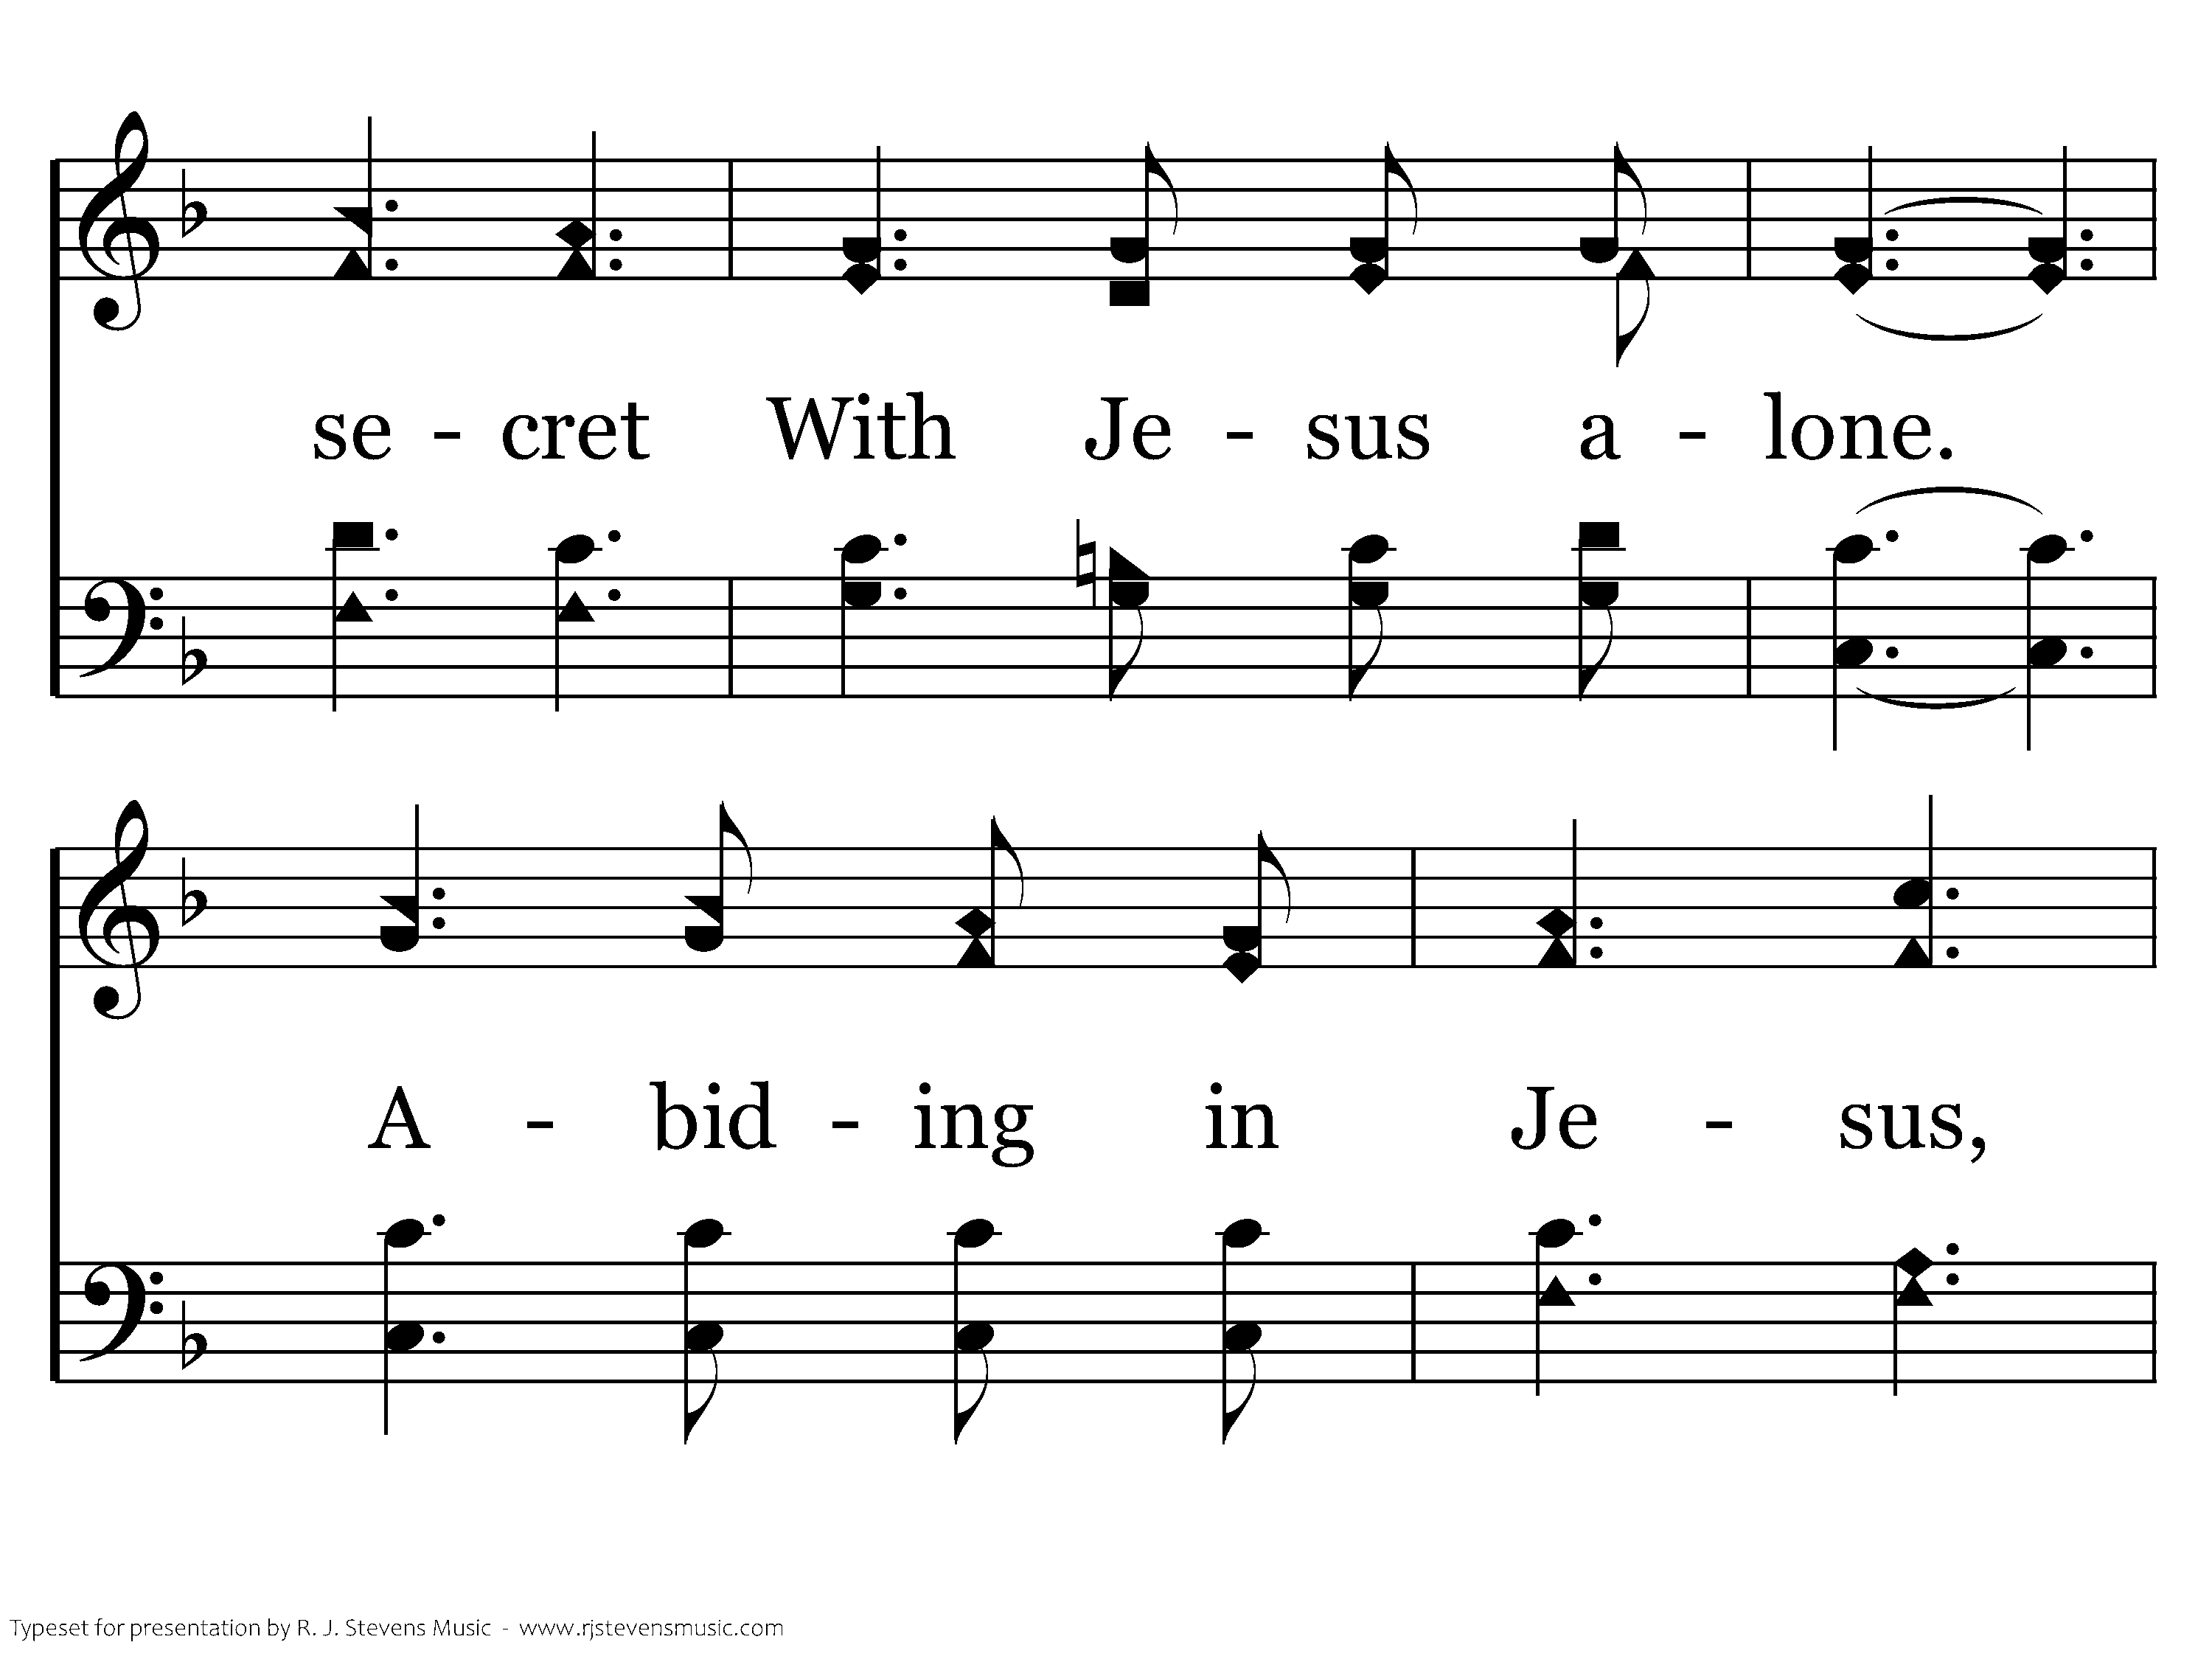 se - cret With Je - sus a - lone.
A - bid - ing in Je - sus,
Typeset for presentation by R. J. Stevens Music - www.rjstevensmusic.com